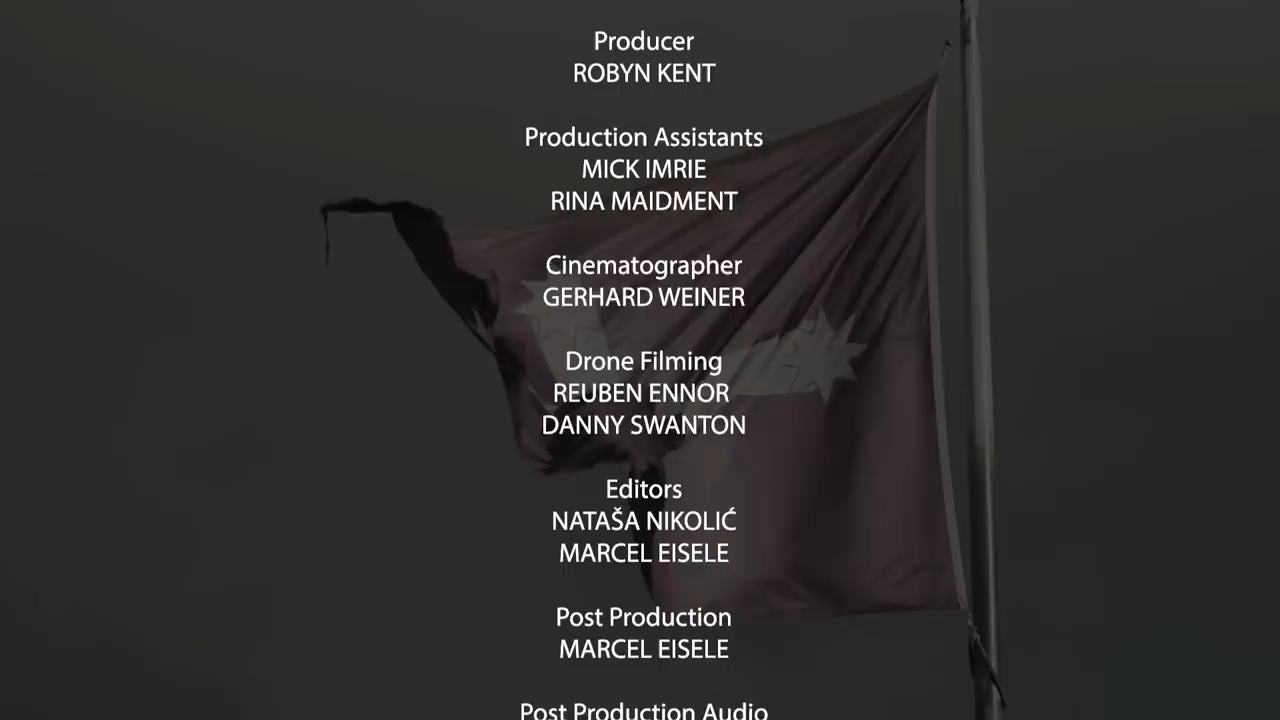 Producer
ROBYN KENT
Production Assistants
MICK IMRIE
RINA MAIDMENT
Cinematographer
GERHARD WEINER
Drone Filming
REUBEN ENNOR
DANNY SWANTON
Editors
NATAŠA NIKOLIĆ
MARCEL EISELE
Post Production
MARCEL EISELE
Post Production Audio